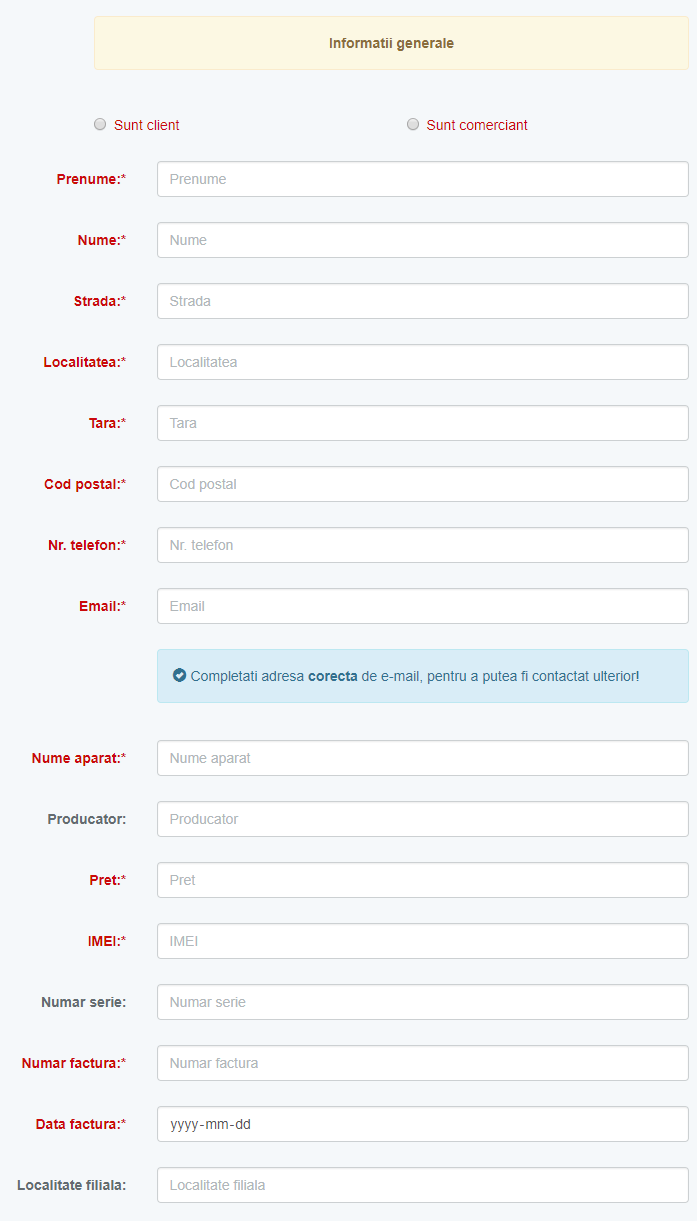 Informatii generale
Sunt client Sunt comerciant
Prenume:* Prenume
Nume:* Nume
Strada:* Strada
Localitatea:* Localitatea
Tara:* Tara
Cod postal:* Cod postal
Nr. telefon:* Nr. telefon
Email:* Email
Completati adresa corecta de e-mail, pentru a putea fi contactat ulterior!
Nume aparat:* Nume aparat
Producator: Producator
Pret:* Pret
IMEI:* IMEI
Numar serie: Numar serie
Numar factura:* Numar factura
Data factura:* yyyy-mm-dd
Localitate filiala: Localitate filiala